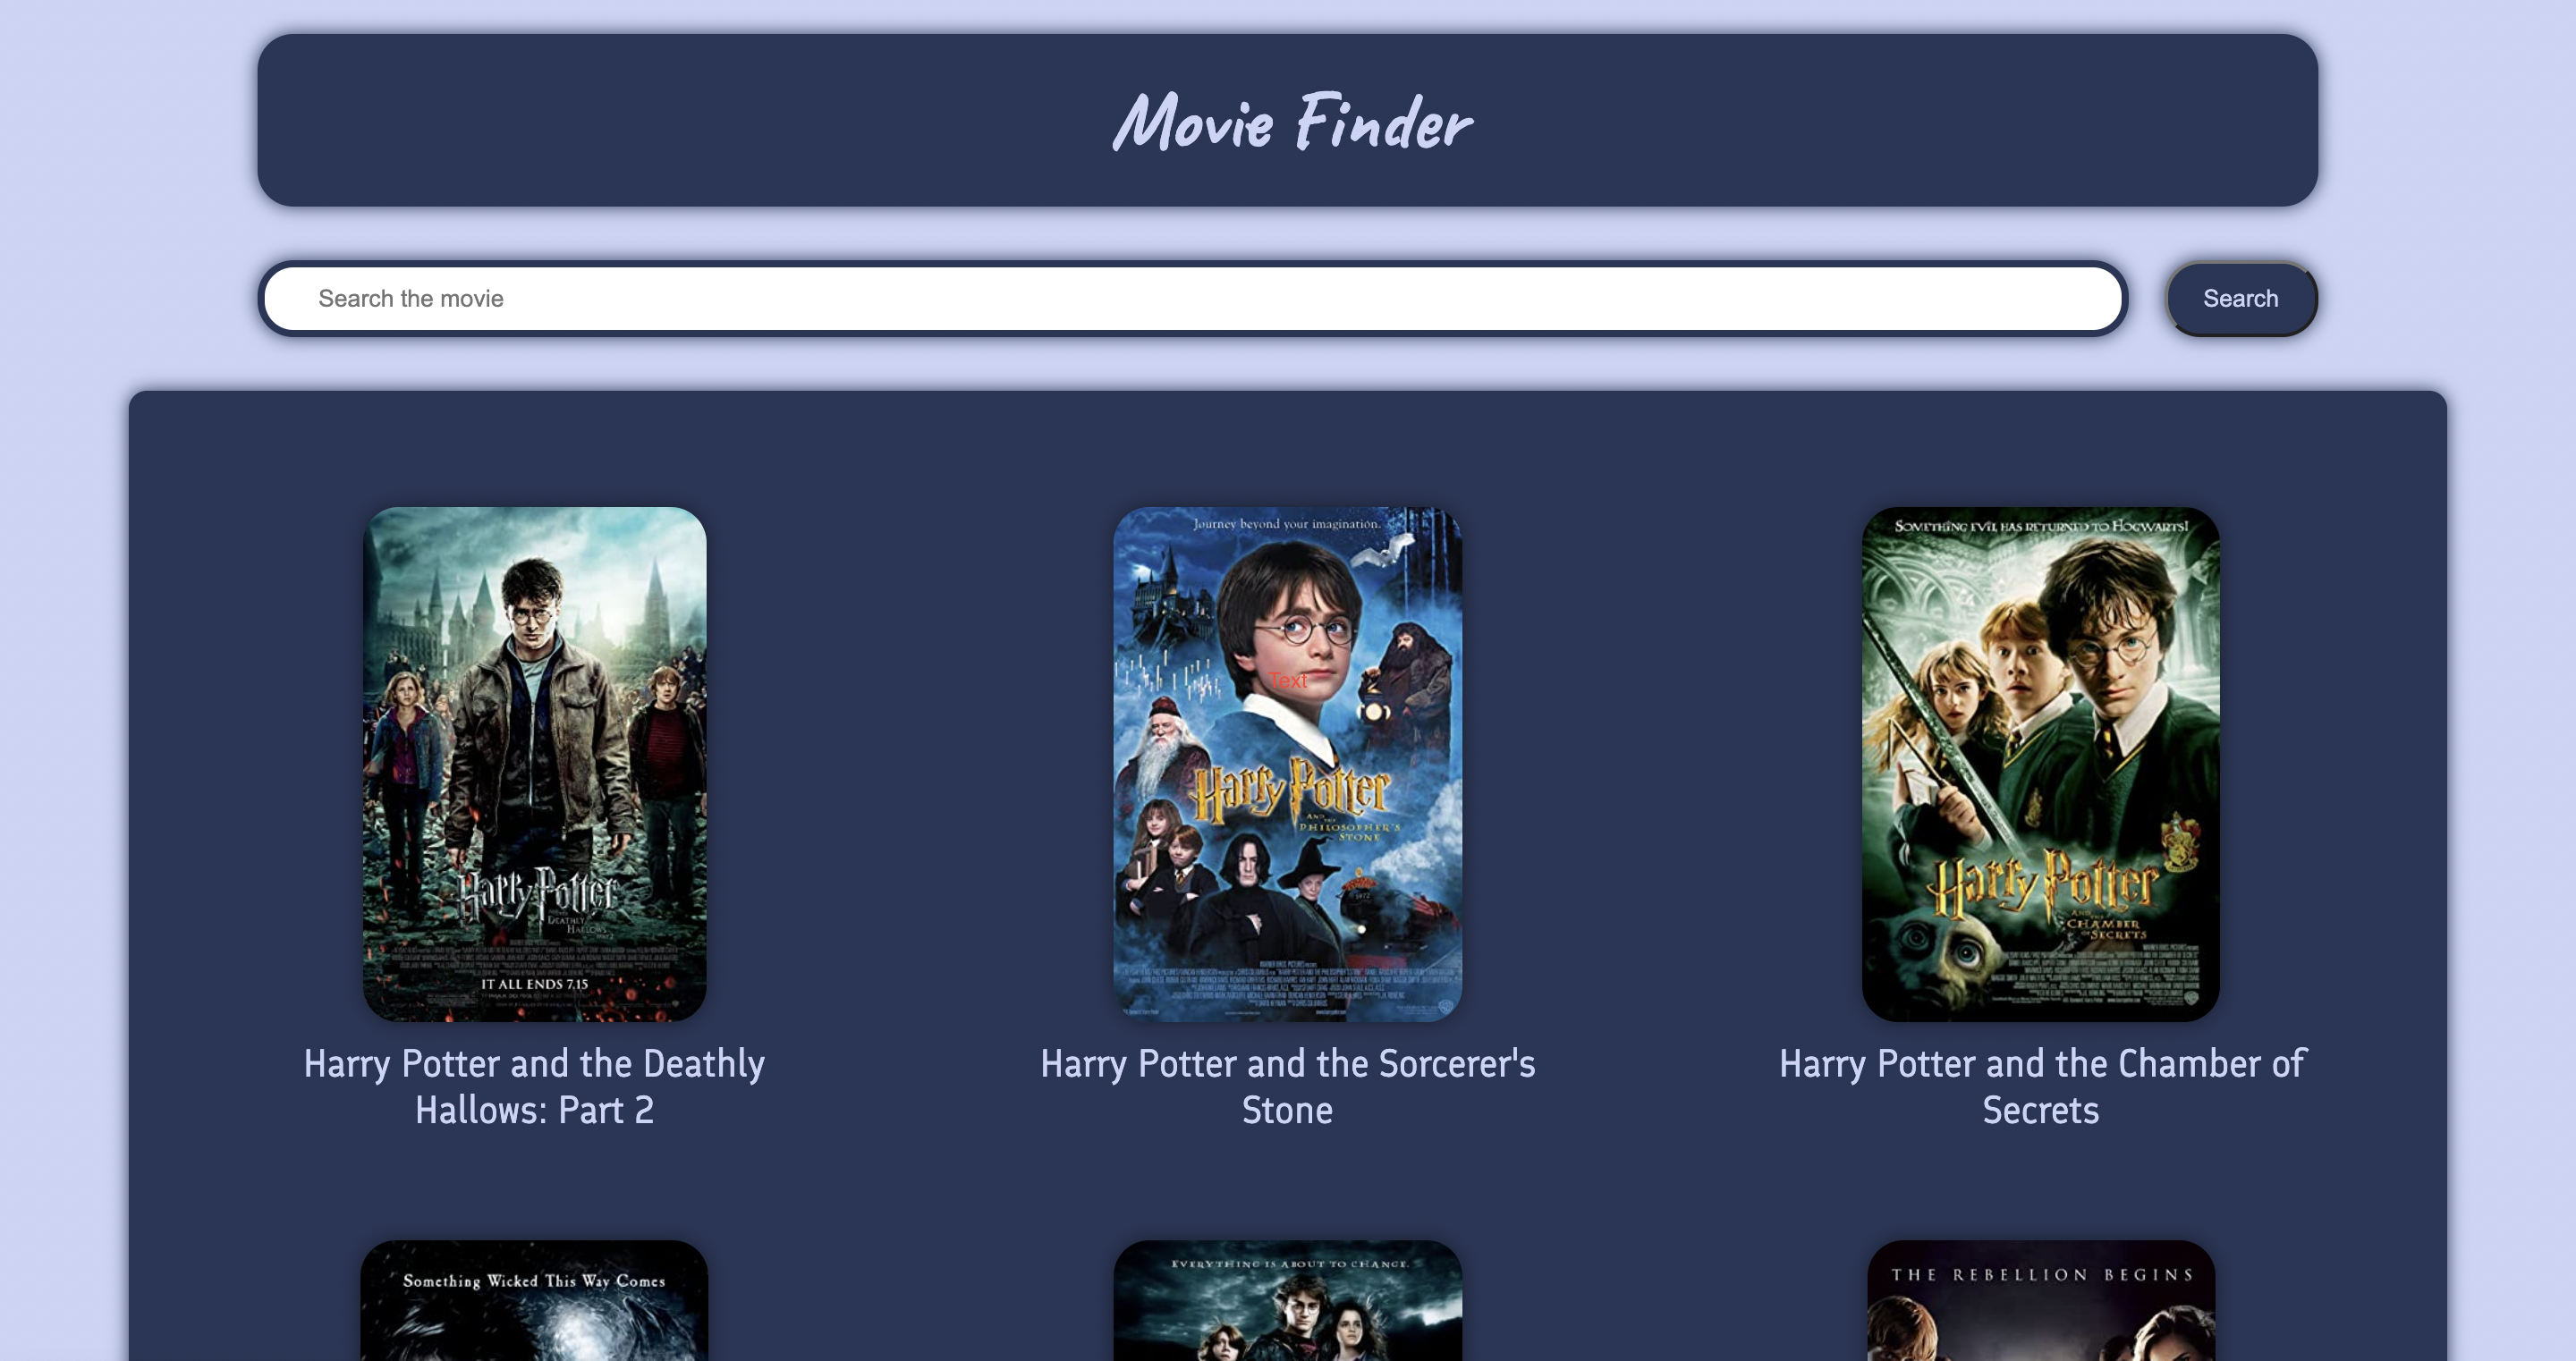 Movie Finder
Search the movie
Search
Journey beyond your imagination.
SOMETHING EVIL HAS RETURNED TO HOGWARTS!
Text
Harry Potter
AND THE
PHILOSOPHER'S
STONE
Harry Potter
DEATHLY
HALLOWS
Harry Potter
AND THE
CHAMBER
OF SECRETS
IT ALL ENDS 7.15
Harry Potter and the Deathly
Hallows: Part 2
Harry Potter and the Sorcerer's
Stone
Harry Potter and the Chamber of
Secrets
Something Wicked This Way Comes
EVERYTHING IS ABOUT TO CHANGE.
THE REBELLION BEGINS